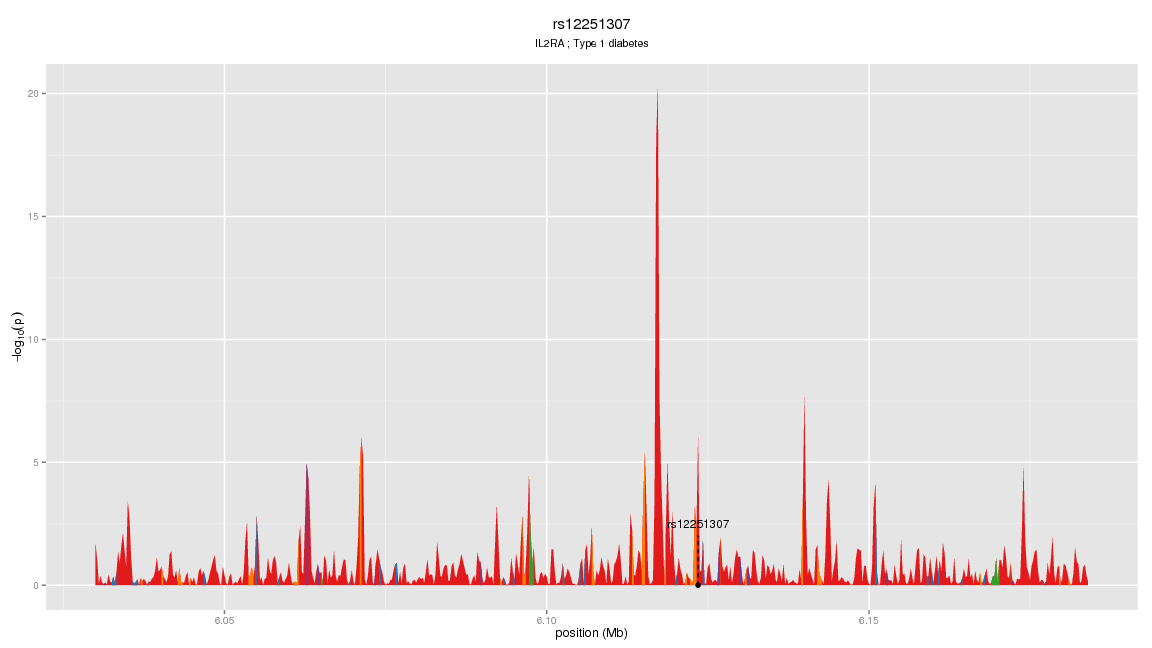 rs12251307
IL2RA ; Type 1 diabetes
20
15
10
5
0
−log10(p)
rs12251307
6.05
6.10
6.15
position (Mb)